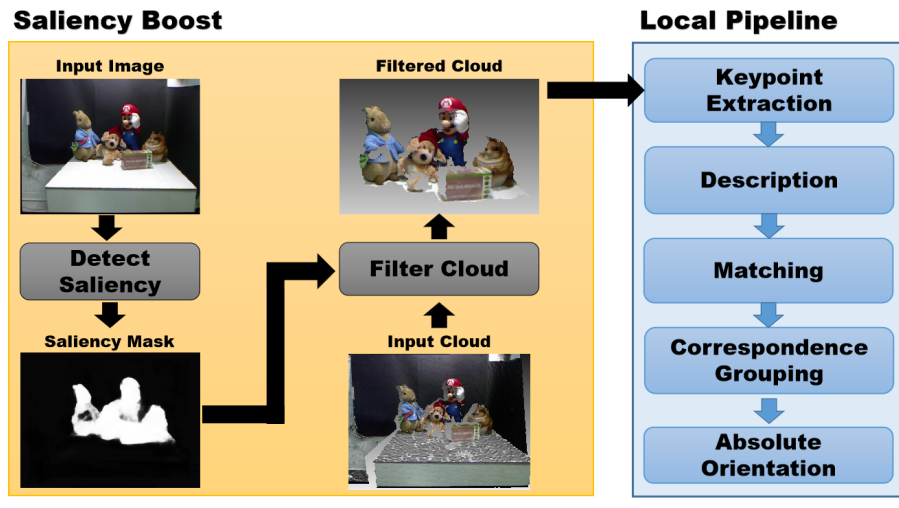 Saliency Boost
Input Image
Detect
Saliency
Saliency Mask
Filtered Cloud
Filter Cloud
Input Cloud
Local Pipeline
Keypoint
Extraction
Description
Matching
Correspondence
Grouping
Absolute
Orientation